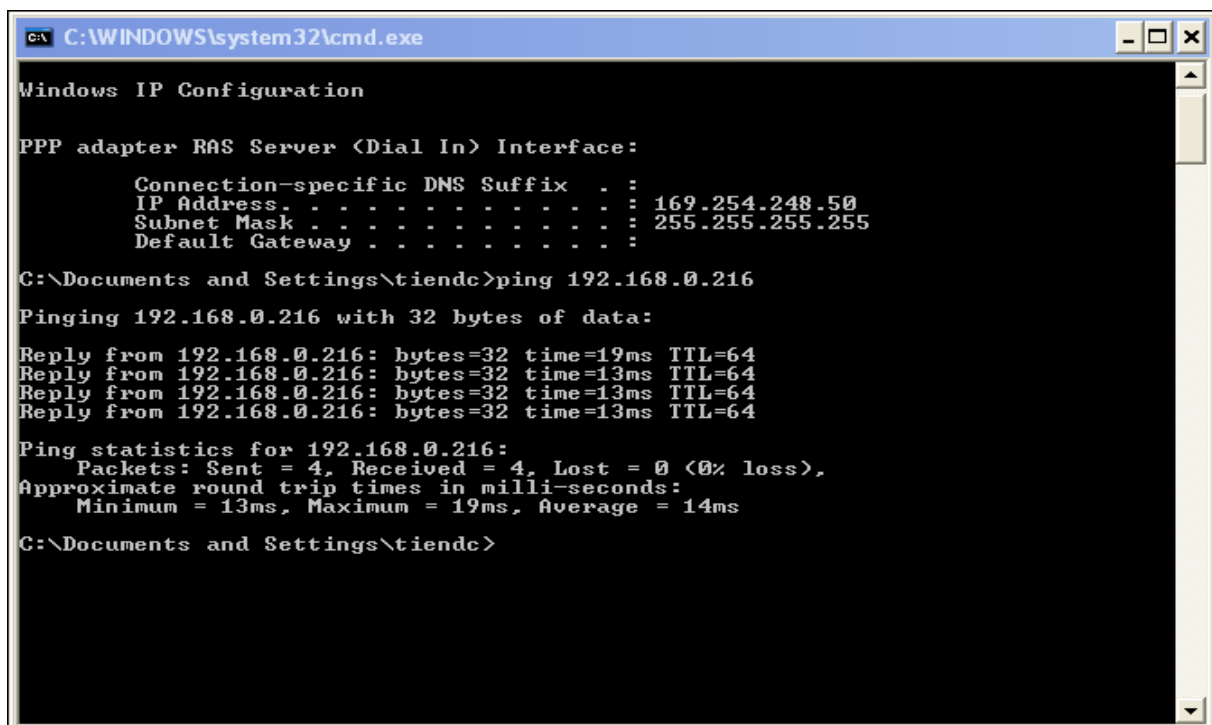 C:\WINDOWS\system32\cmd.exe
Windows IP Configuration
PPP adapter RAS Server (Dial In) Interface:
Connection-specific DNS Suffix . :
IP Address. . . . . . . . . . . . : 169.254.248.50
Subnet Mask . . . . . . . . . . . : 255.255.255.255
Default Gateway . . . . . . . . . :
C:\Documents and Settings\tiendc>ping 192.168.0.216
Pinging 192.168.0.216 with 32 bytes of data:
Reply from 192.168.0.216: bytes=32 time=19ms TTL=64
Reply from 192.168.0.216: bytes=32 time=13ms TTL=64
Reply from 192.168.0.216: bytes=32 time=13ms TTL=64
Reply from 192.168.0.216: bytes=32 time=13ms TTL=64
Ping statistics for 192.168.0.216:
Packets: Sent = 4, Received = 4, Lost = 0 (0% loss),
Approximate round trip times in milli-seconds:
Minimum = 13ms, Maximum = 19ms, Average = 14ms
C:\Documents and Settings\tiendc>